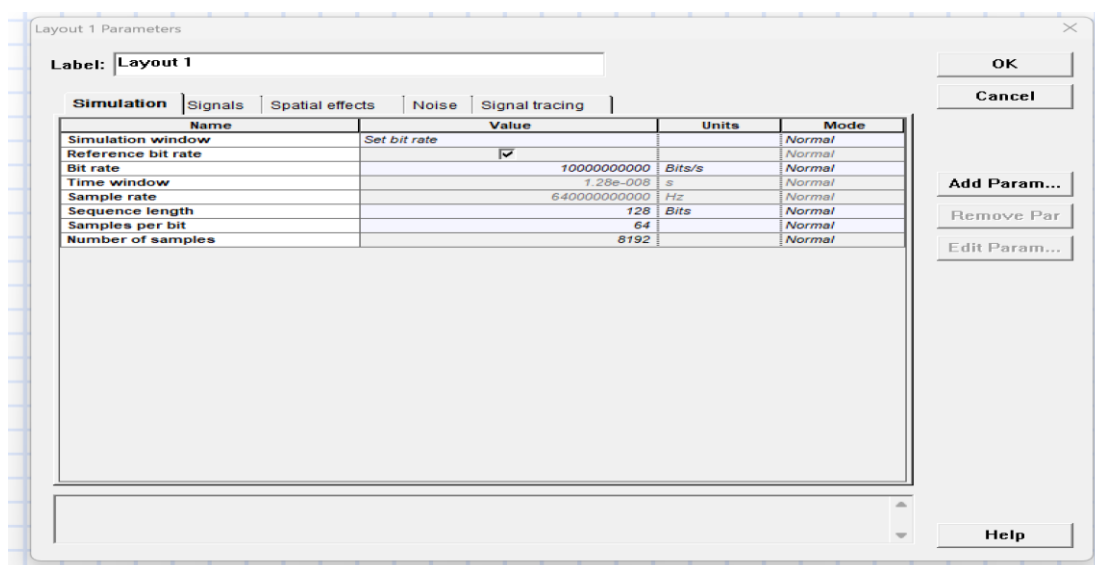 Layout 1 Parameters
Label: Layout 1
OK
Cancel
Simulation Signals Spatial effects Noise Signal tracing
Name Value Units Mode
Simulation window Set bit rate Normal
Reference bit rate Normal
Bit rate 10000000000 Bits/s Normal
Time window 1.28e-008 s Normal
Sample rate 640000000000 Hz Normal
Sequence length 128 Bits Normal
Samples per bit 64 Normal
Number of samples 8192 Normal
Add Param...
Remove Par
Edit Param...
Help